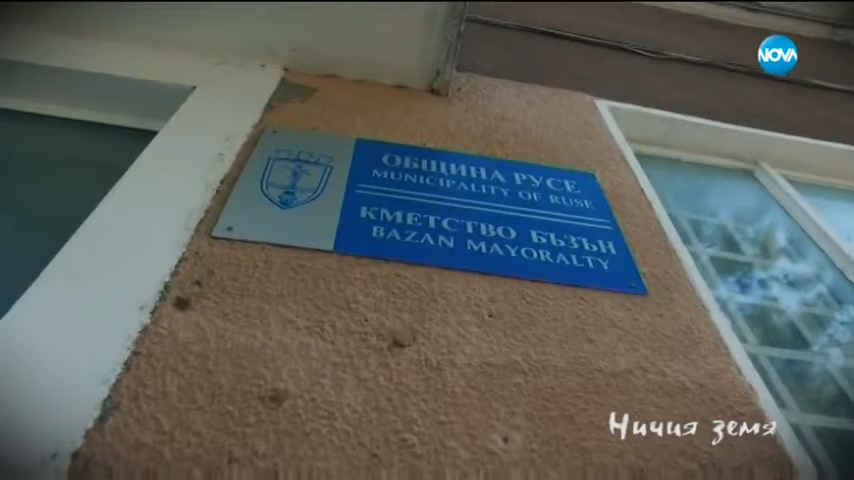 NOVA
ОБЩИНА РУСЕ
MUNICIPALITY OF RUSE
КМЕТСТВО БЪЗЪН
BAZAN MAYORALTY
Ничия земя